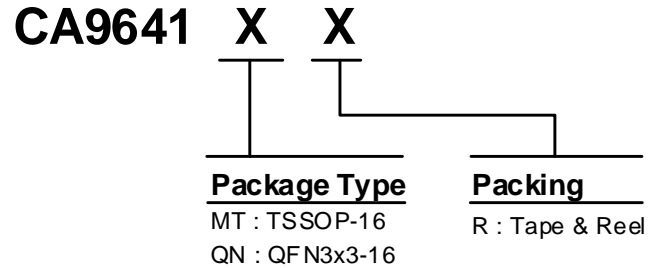 CA9641 X X
Package Type
MT : TSSOP-16
QN : QFN3x3-16
Packing
R : Tape & Reel